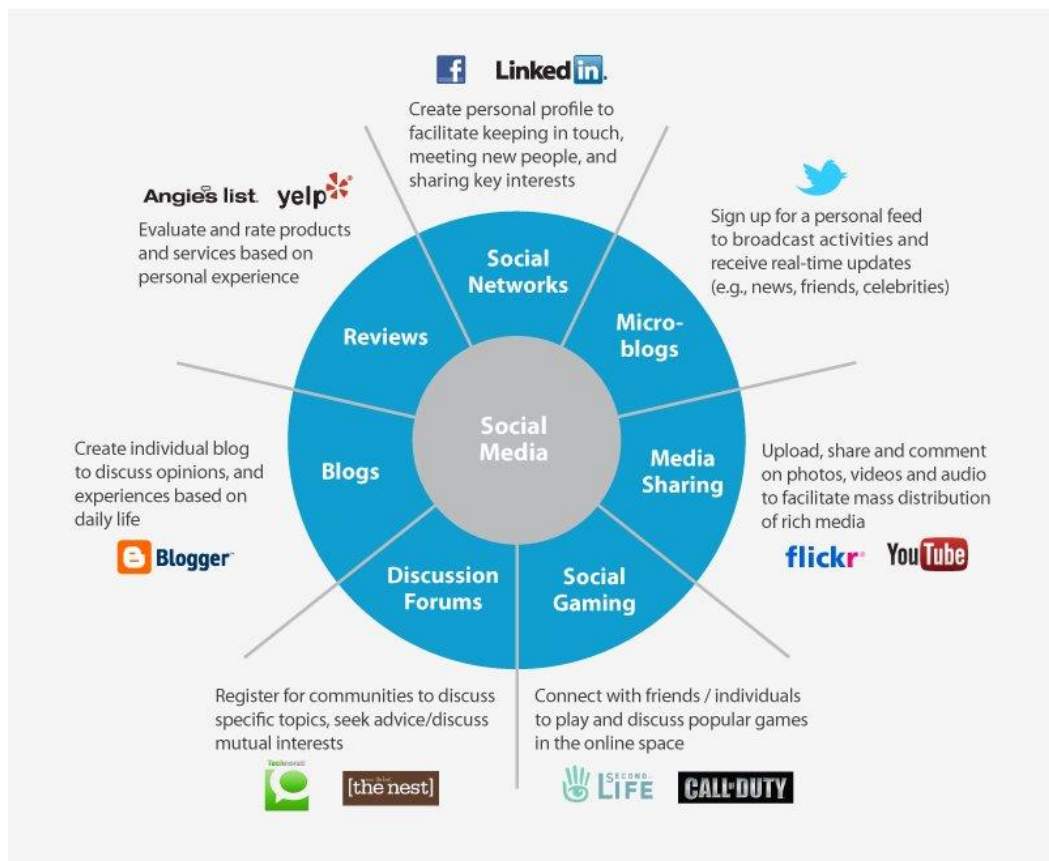 f LinkedIn.
Create personal profile to
facilitate keeping in touch,
meeting new people, and
sharing key interests
Sign up for a personal feed
to broadcast activities and
receive real-time updates
(e.g., news, friends, celebrities)
Angie's list. yelp
Evaluate and rate products
and services based on
personal experience
Social
Networks
Micro-
blogs
Reviews
Social
Media
Media
Sharing
Blogs
Discussion
Forums
Social
Gaming
Upload, share and comment
on photos, videos and audio
to facilitate mass distribution
of rich media
flickr YouTube
Create individual blog
to discuss opinions, and
experiences based on
daily life
B Blogger
Register for communities to discuss
specific topics, seek advice/discuss
mutual interests
Technorati
[the nest]
Connect with friends / individuals
to play and discuss popular games
in the online space
SECOND
LIFE
CALL OF DUTY